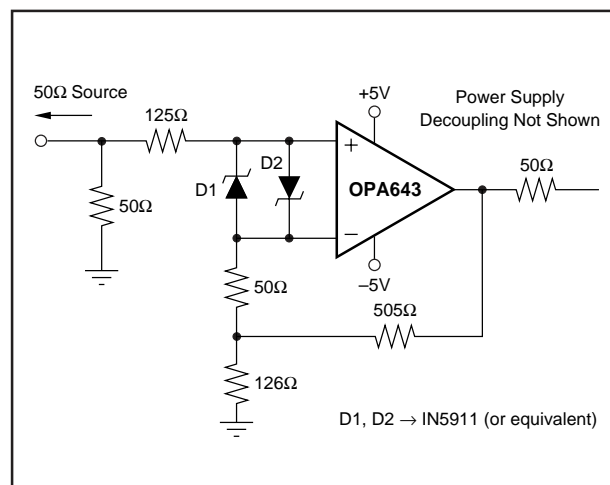 50Ω Source
125Ω
50Ω
D1
D2
+5V
+
OPA643
−
–5V
Power Supply
Decoupling Not Shown
50Ω
50Ω
505Ω
126Ω
D1, D2 → IN5911 (or equivalent)